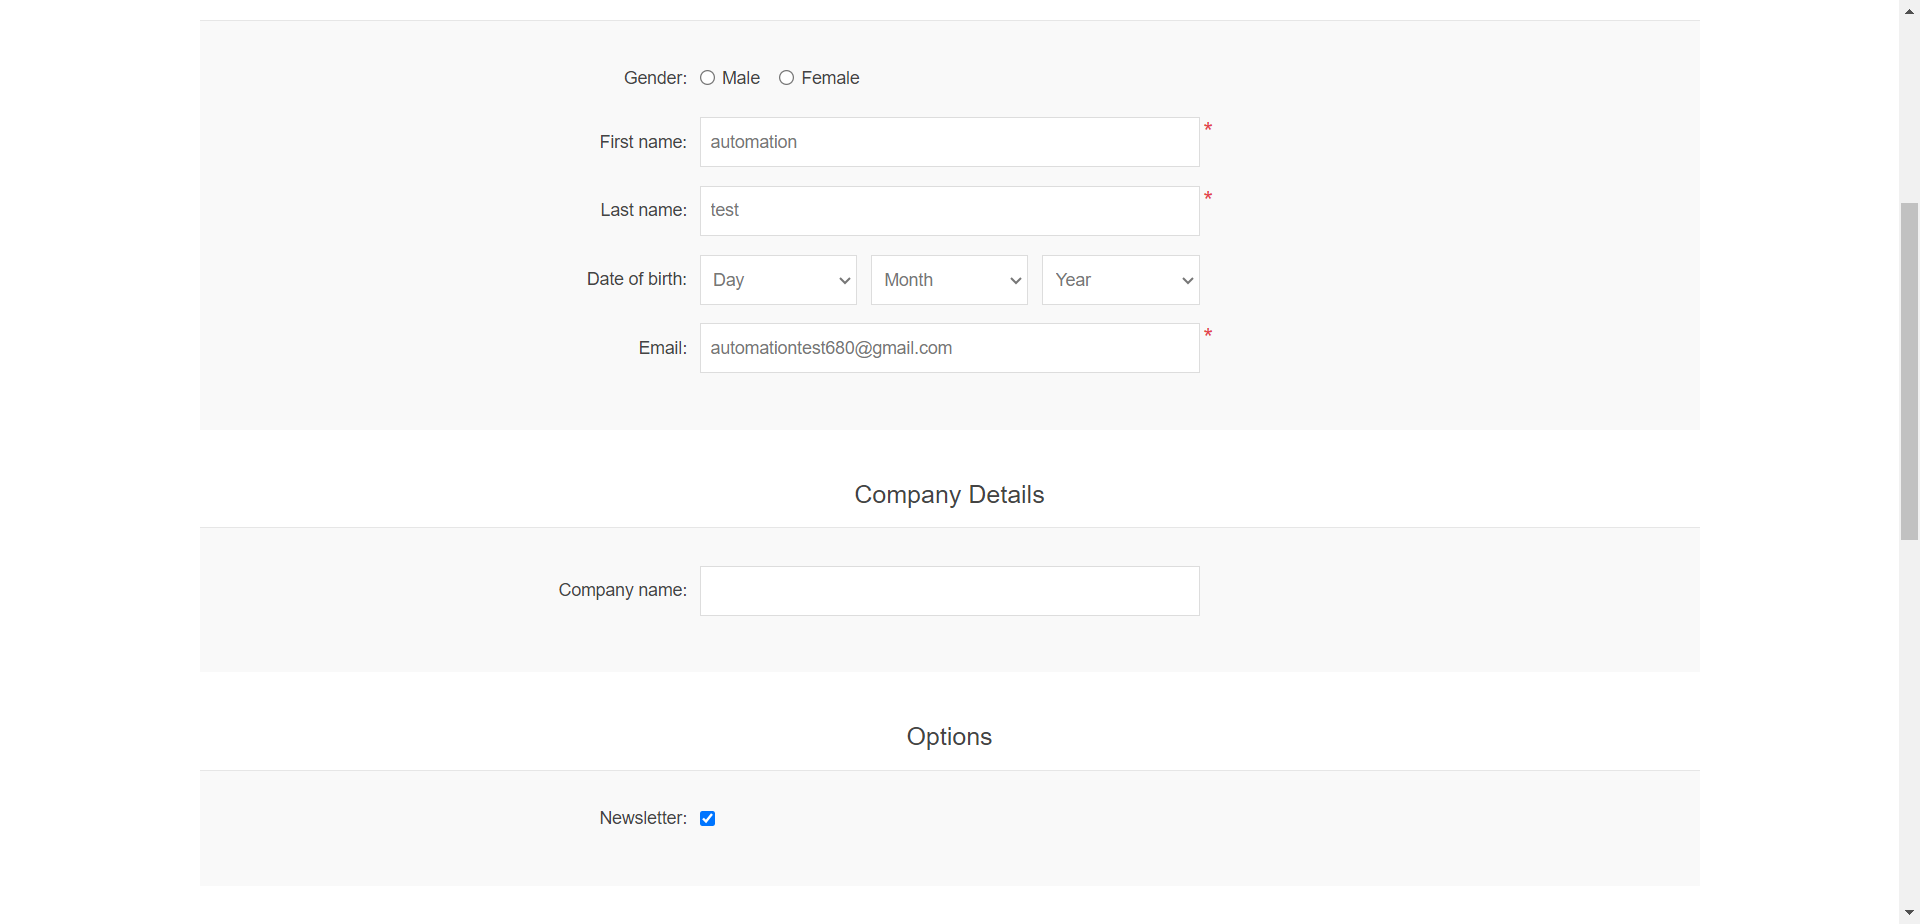 Gender: Male Female
First name: automation *
Last name: test *
Date of birth: Day Month Year
Email: automationtest680@gmail.com *
Company Details
Company name:
Options
Newsletter: